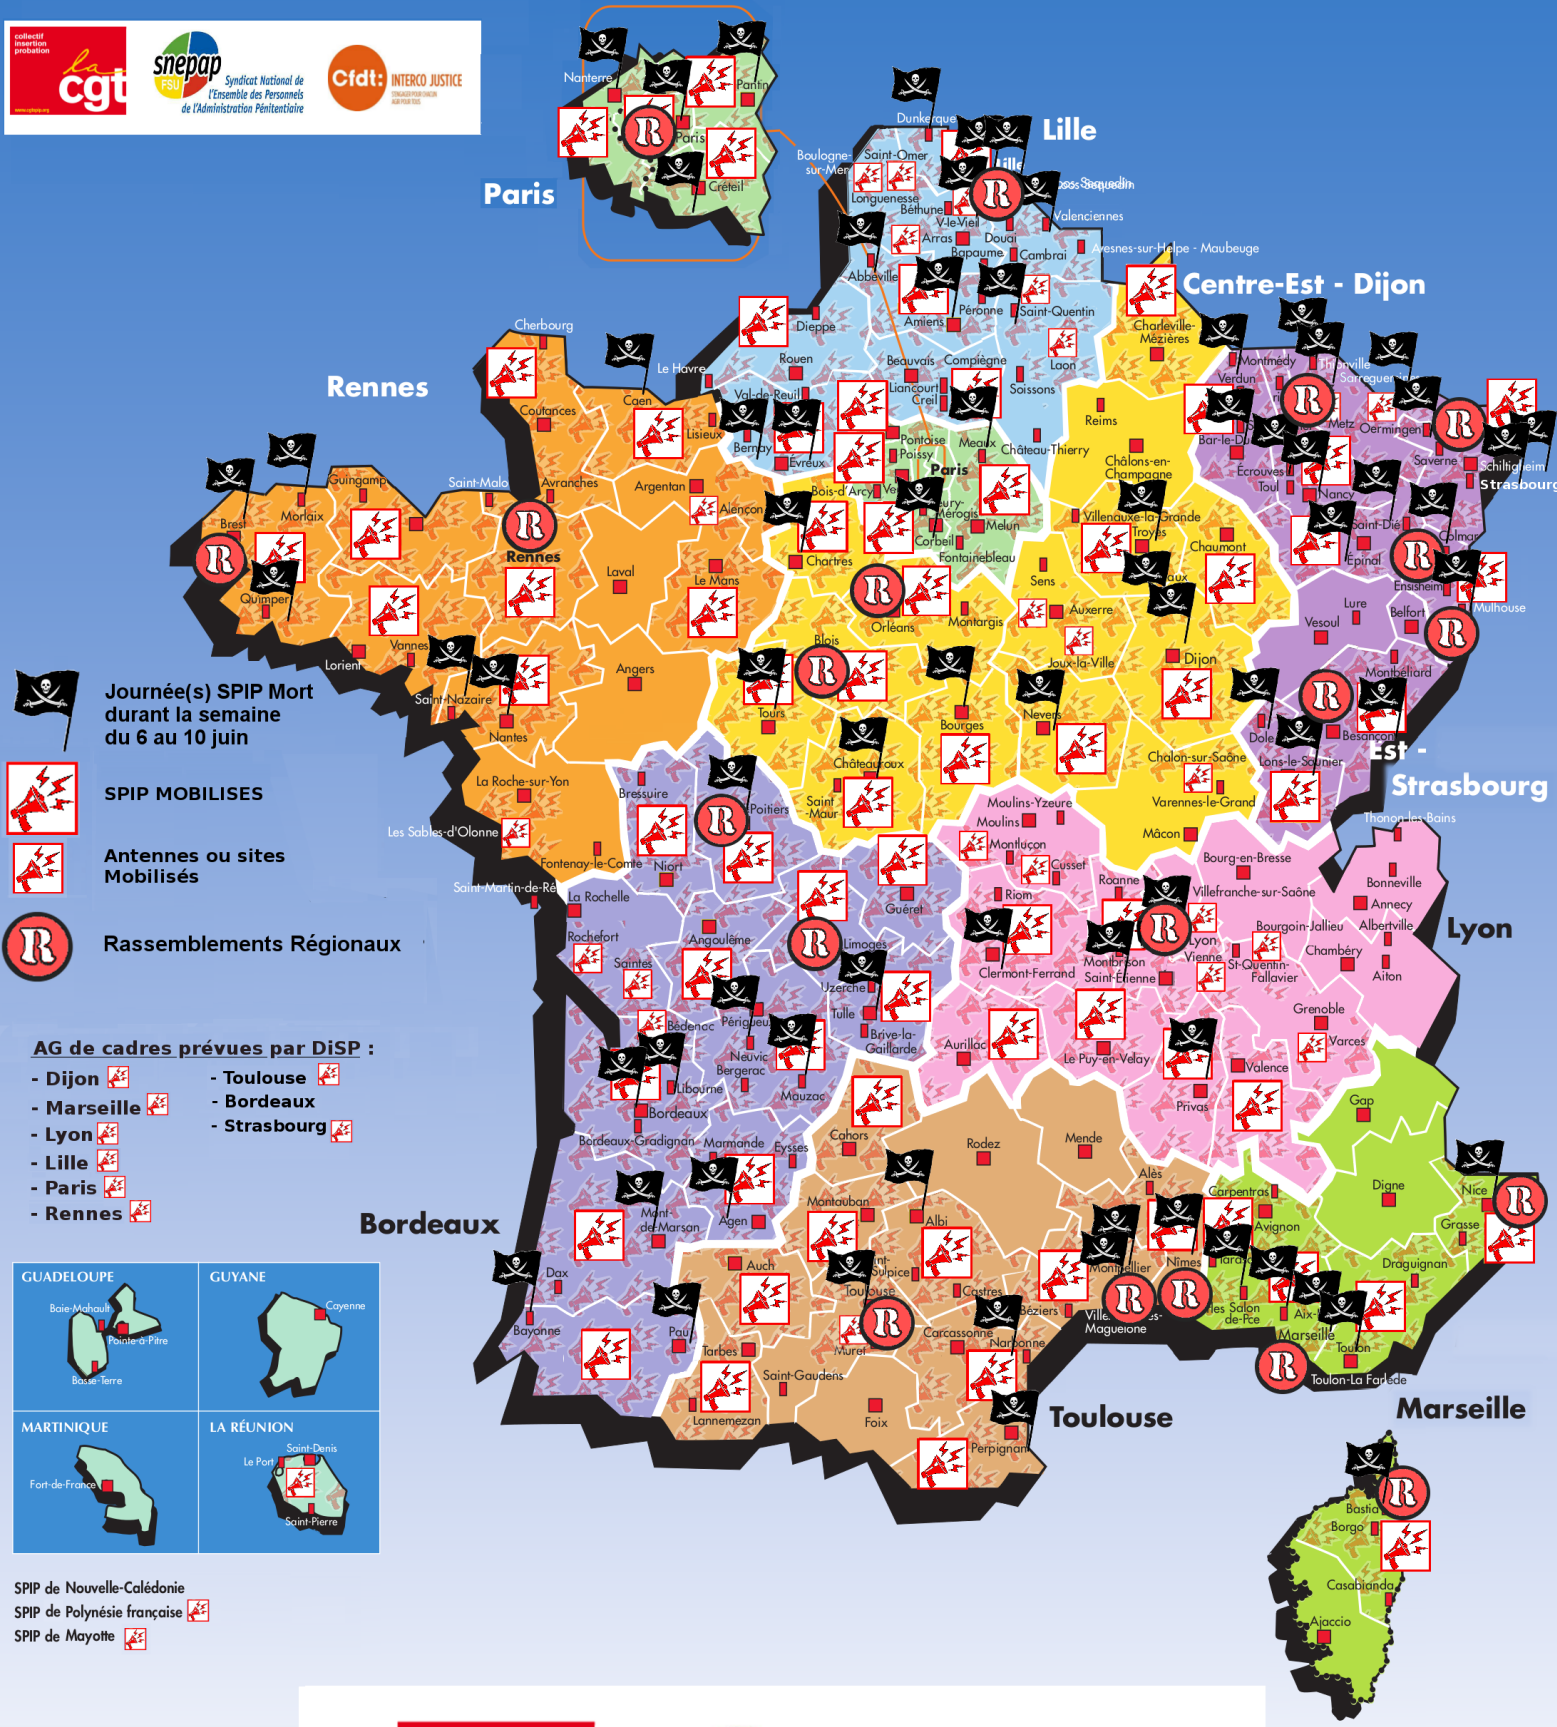 collectif
insertion
probation
la
cgt
snepap
FSU
Syndicat National de
l'Ensemble des Personnels
de l'Administration Pénitentiaire
Cfdt:
INTERCO JUSTICE
Nanterre
Pantin
Paris
Créteil
Paris
Dunkerque
Lille
Boulogne-
sur-Mer
Saint-Omer
Lille
Longuenesse
Béthune
Valenciennes
V-le-Vieil
Arras
Douai
Bapaume
Cambrai
Avesnes-sur-Helpe - Maubeuge
Abbeville
Centre-Est - Dijon
Amiens
Péronne
Saint-Quentin
Dieppe
Charleville-
Mézières
Cherbourg
Rouen
Beauvais
Compiègne
Laon
Montmédy
Thionville
Le Havre
Liancourt
Creil
Soissons
Verdun
Rennes
Val-de-Reuil
Caen
Coutances
Reims
Metz
Oermingen
Lisieux
Bernay
Évreux
Pontoise
Poissy
Meaux
Château-Thierry
Châlons-en-
Champagne
Saverne
Schiltigheim
Strasbourg
Paris
Écrouves
Toul
Nancy
Guingamp
Saint-Malo
Avranches
Argentan
Alençon
Bois-d'Arcy
Melun
Corbeil
Fontainebleau
Villenauxe-la-Grande
Troyes
Chaumont
Saint-Dié
Épinal
Colmar
Morlaix
Brest
Rennes
Chartres
Ensisheim
Mulhouse
Laval
Le Mans
Sens
Quimper
Orléans
Montargis
Auxerre
Lure
Belfort
Vesoul
Vannes
Lorient
Blois
Joux-la-Ville
Dijon
Angers
Montbéliard
Saint-Nazaire
Nantes
Tours
Bourges
Nevers
Dole
Besançon
Journée(s) SPIP Mort
durant la semaine
du 6 au 10 juin
Est -
Strasbourg
Châteauroux
Chalon-sur-Saône
Lons-le-Saunier
SPIP MOBILISES
La Roche-sur-Yon
Bressuire
Poitiers
Saint
-Maur
Moulins-Yzeure
Moulins
Varennes-le-Grand
Mâcon
Thonon-les-Bains
Les Sables-d'Olonne
Antennes ou sites
Mobilisés
Fontenay-le-Comte
Niort
Montluçon
Cusset
Bourg-en-Bresse
Roanne
Bonneville
Saint-Martin-de-Ré
La Rochelle
Guéret
Riom
Villefranche-sur-Saône
Annecy
Rassemblements Régionaux
Rochefort
Angoulême
Limoges
Lyon
Vienne
Bourgoin-Jallieu
Albertville
Lyon
Saintes
Clermont-Ferrand
Montbrison
Saint-Étienne
St-Quentin-
Fallavier
Chambéry
Aiton
Uzerche
Tulle
Brive-la-
Gaillarde
Bédenac
Périgueux
Grenoble
Varces
AG de cadres prévues par DiSP :
- Dijon
- Toulouse
- Marseille
- Bordeaux
- Lyon
- Strasbourg
- Lille
- Paris
- Rennes
Neuvic
Bergerac
Mauzac
Libourne
Aurillac
Le Puy-en-Velay
Valence
Privas
Gap
Bordeaux
Bordeaux-Gradignan
Marmande
Eysses
Cahors
Rodez
Mende
Alès
Bordeaux
Mont-
de-Marsan
Agen
Montauban
Albi
Carpentras
Avignon
Digne
Nice
Grasse
Draguignan
Dax
Bayonne
Auch
Toulouse
Castres
Montpellier
Nîmes
Béziers
Salon
de-Pce
Marseille
Pau
Tarbes
Muret
Carcassonne
Narbonne
Toulon
Toulon-La Farlède
Saint-Gaudens
Lannemezan
Foix
Perpignan
Toulouse
Marseille
GUADELOUPE
GUYANE
Baie-Mahault
Pointe-à-Pitre
Basse-Terre
Cayenne
MARTINIQUE
LA RÉUNION
Fort-de-France
Saint-Denis
Le Port
Saint-Pierre
Bastia
Borgo
Casabianda
Ajaccio
SPIP de Nouvelle-Calédonie
SPIP de Polynésie française
SPIP de Mayotte